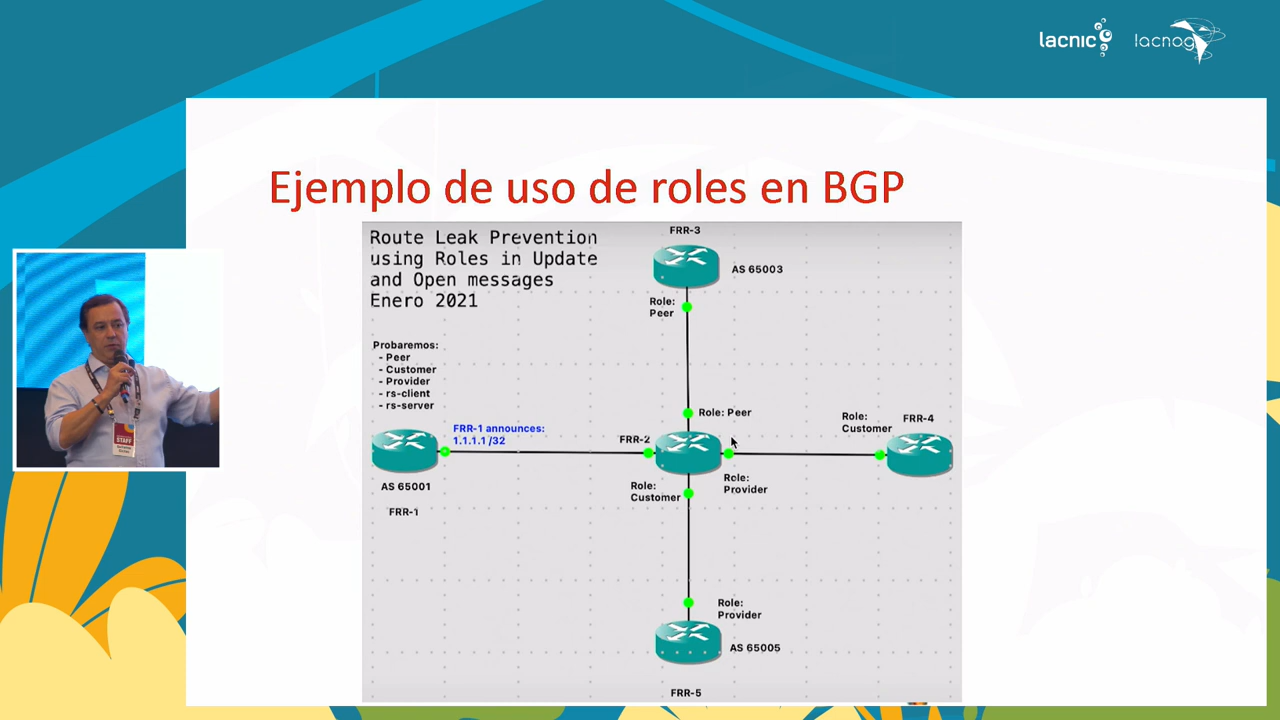 lacnic
lacnog
Ejemplo de uso de roles en BGP
Route Leak Prevention
using Roles in Update
and Open messages
Enero 2021
FRR-3
AS 65003
Role:
Peer
Probaremos:
- Peer
- Customer
- Provider
- rs-client
- rs-server
FRR-1 announces:
1.1.1.1 /32
AS 65001
FRR-1
Role: Peer
FRR-2
Role:
Customer
FRR-4
Role:
Customer
Role:
Provider
Role:
Provider
AS 65005
FRR-5
STAFF